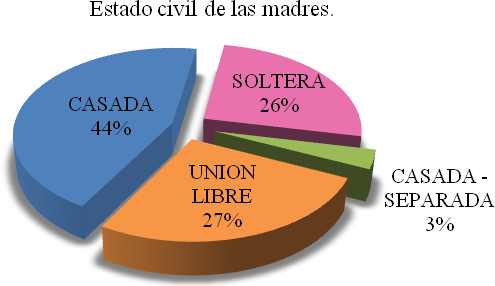 Estado civil de las madres.
CASADA
44%
SOLTERA
26%
UNION
LIBRE
27%
CASADA -
SEPARADA
3%